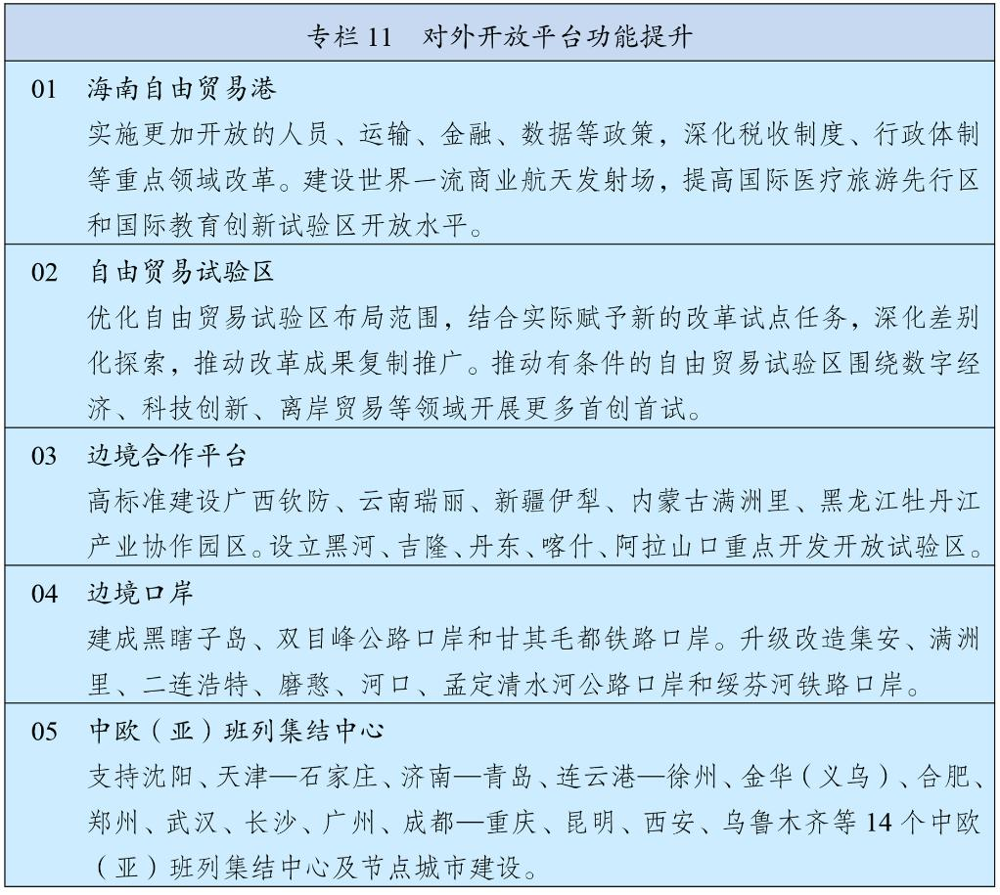 专栏 11 对外开放平台功能提升
01 海南自由贸易港
实施更加开放的人员、运输、金融、数据等政策，深化税收制度、行政体制
等重点领域改革。建设世界一流商业航天发射场，提高国际医疗旅游先行区
和国际教育创新试验区开放水平。
02 自由贸易试验区
优化自由贸易试验区布局范围，结合实际赋予新的改革试点任务，深化差别
化探索，推动改革成果复制推广。推动有条件的自由贸易试验区围绕数字经
济、科技创新、离岸贸易等领域开展更多首创首试。
03 边境合作平台
高标准建设广西钦防、云南瑞丽、新疆伊犁、内蒙古满洲里、黑龙江牡丹江
产业协作园区。设立黑河、吉隆、丹东、喀什、阿拉山口重点开发开放试验区。
04 边境口岸
建成黑瞎子岛、双目峰公路口岸和甘其毛都铁路口岸。升级改造集安、满洲
里、二连浩特、磨憨、河口、孟定清水河公路口岸和绥芬河铁路口岸。
05 中欧（亚）班列集结中心
支持沈阳、天津—石家庄、济南—青岛、连云港—徐州、金华（义乌）、合肥、
郑州、武汉、长沙、广州、成都—重庆、昆明、西安、乌鲁木齐等 14 个中欧
（亚）班列集结中心及节点城市建设。